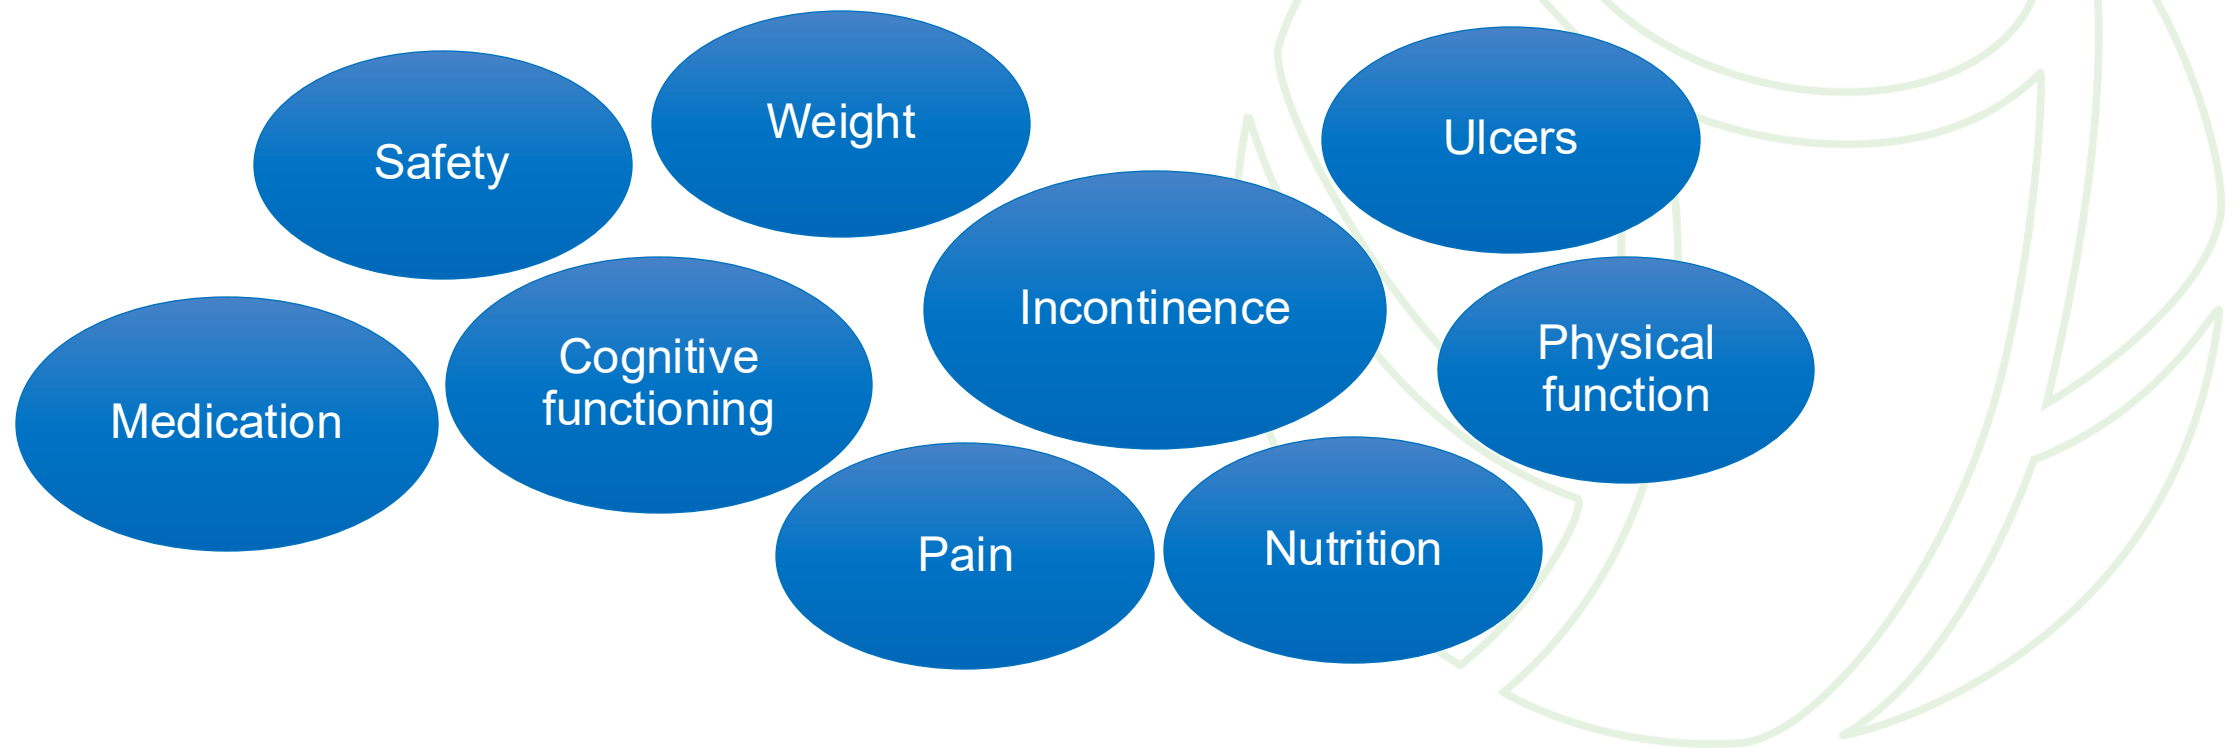 Weight
Ulcers
Safety
Incontinence
Physical
function
Cognitive
functioning
Medication
Nutrition
Pain